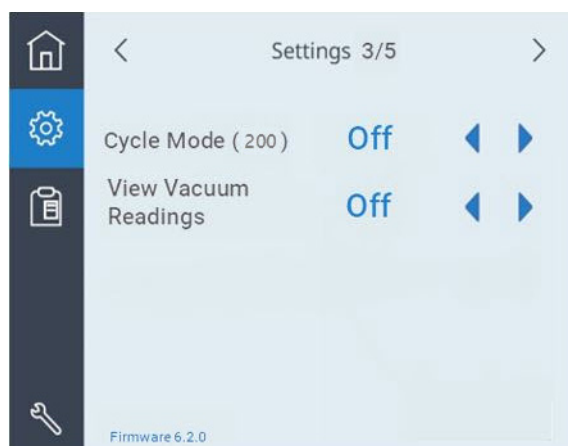 Settings 3/5
Cycle Mode ( 200 ) Off
View Vacuum
Readings Off
Firmware 6.2.0